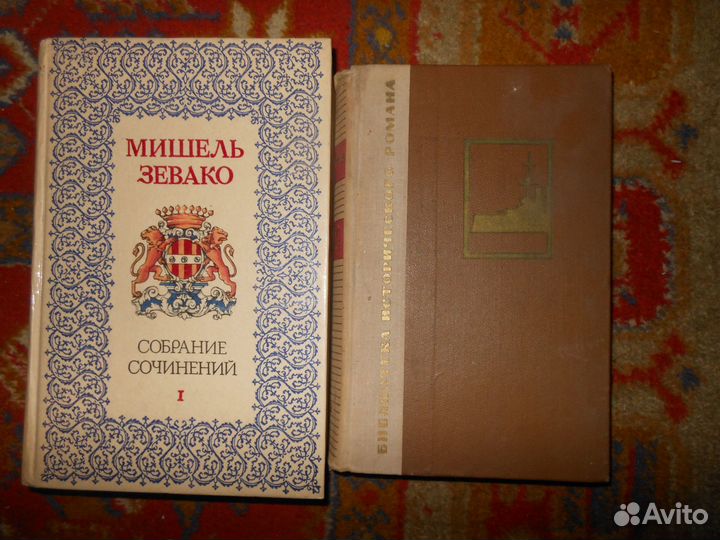 МИШЕЛЬ
ЗЕВАКО
СОБРАНИЕ
СОЧИНЕНИЙ
I
БИБЛИОТЕКА ИСТОРИЧЕСКОГО РОМАНА
Avito